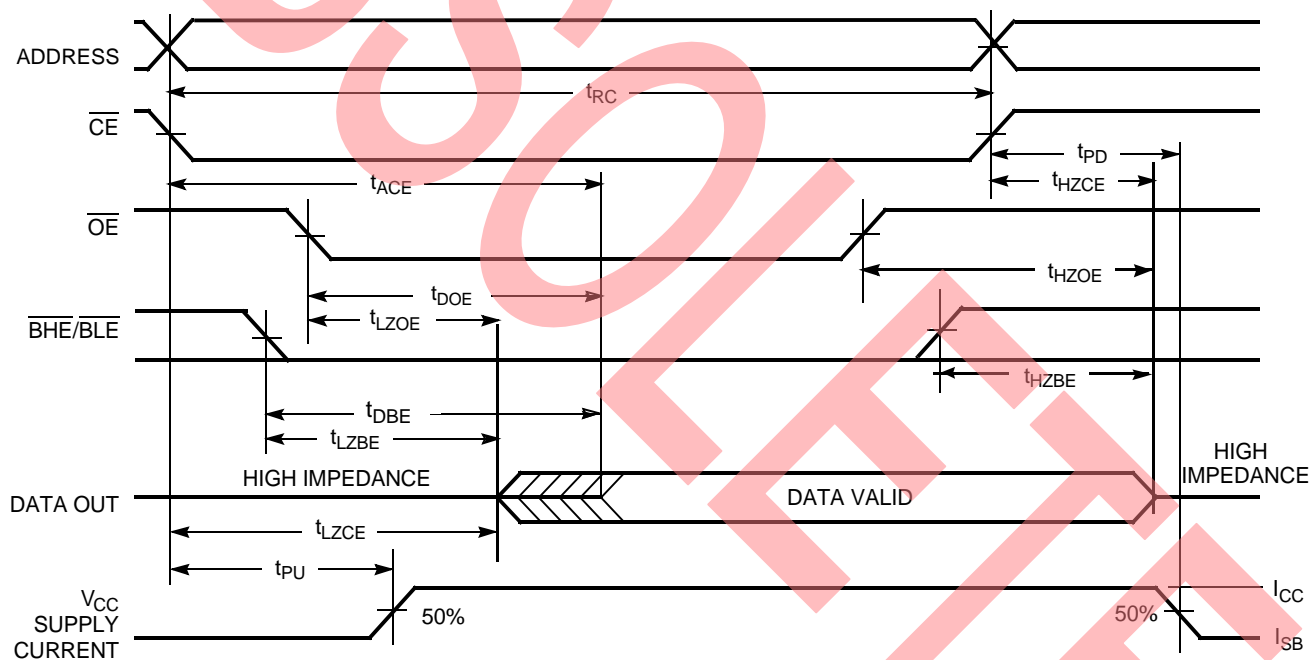 ADDRESS
tRC
CE
tPD
tACE
tHZCE
OE
tHZOE
tDOE
tLZOE
BHE/BLE
tHZBE
tDBE
tLZBE
HIGH IMPEDANCE
HIGH
IMPEDANCE
DATA OUT
DATA VALID
tLZCE
tPU
VCC
SUPPLY
CURRENT
50%
50%
ICC
ISB